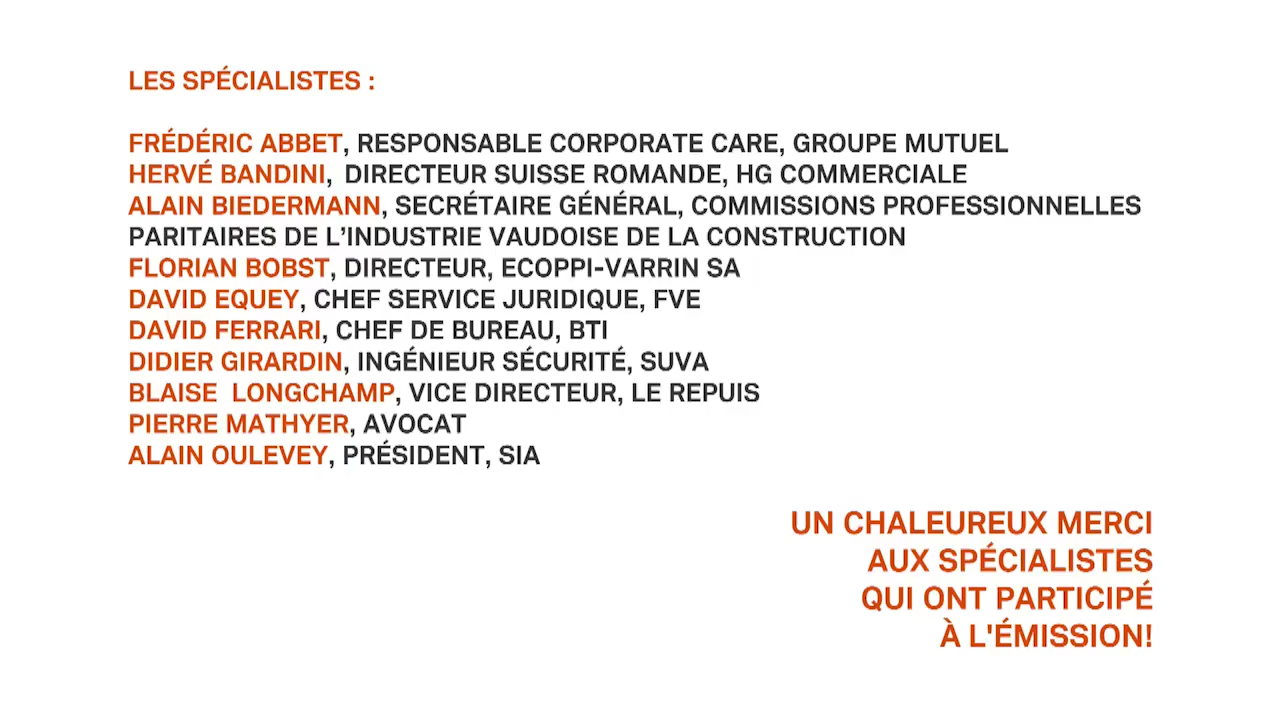 LES SPÉCIALISTES :
FRÉDÉRIC ABBET, RESPONSABLE CORPORATE CARE, GROUPE MUTUEL
HERVÉ BANDINI, DIRECTEUR SUISSE ROMANDE, HG COMMERCIALE
ALAIN BIEDERMANN, SECRÉTAIRE GÉNÉRAL, COMMISSIONS PROFESSIONNELLES
PARITAIRES DE L’INDUSTRIE VAUDOISE DE LA CONSTRUCTION
FLORIAN BOBST, DIRECTEUR, ECOPPI-VARRIN SA
DAVID EQUEY, CHEF SERVICE JURIDIQUE, FVE
DAVID FERRARI, CHEF DE BUREAU, BTI
DIDIER GIRARDIN, INGÉNIEUR SÉCURITÉ, SUVA
BLAISE  LONGCHAMP, VICE DIRECTEUR, LE REPUIS
PIERRE MATHYER, AVOCAT
ALAIN OULEVEY, PRÉSIDENT, SIA
UN CHALEUREUX MERCI
AUX SPÉCIALISTES
QUI ONT PARTICIPÉ
À L'ÉMISSION!